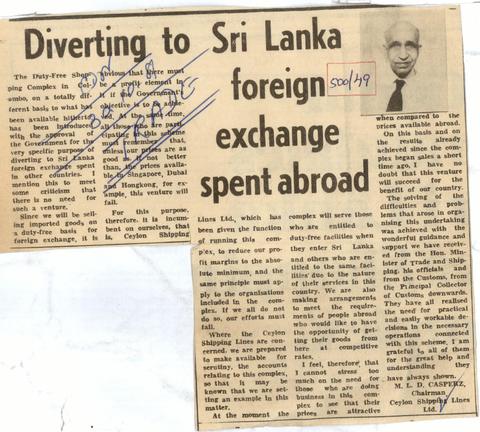 Diverting to Sri Lanka
foreign
exchange
spent abroad
500/49
The Duty-Free Shop-
ping Complex in Col-
ombo, on a totally dif-
ferent basis to what has
been available hitherto
has been introduced
with the approval of
the Government for the
very specific purpose of
diverting to Sri Lanka
foreign exchange spent
in other countries. I
mention this to meet
some criticism that
there is no need for
such a venture.
Since we will be sell-
ing imported goods, on
a duty-free basis for
foreign exchange, it is
obvious that there must
be a profit element in
it if the Government's
objective is to be achie-
ved. At the same time,
all those who are parti-
cipating in this scheme
must remember that,
unless our prices are as
good as, if not better
than, the prices availa-
ble in Singapore, Dubai
and Hongkong, for ex-
ample, this venture will
fail.
For this purpose,
therefore, it is incum-
bent on ourselves, that
is, Ceylon Shipping
Lines Ltd., which has
been given the function
of running this com-
plex, to reduce our pro-
fit margins to the abso-
lute minimum, and the
same principle must ap-
ply to the organisations
included in the com-
plex. If we all do not
do so, our efforts must
fail.
Where the Ceylon
Shipping Lines are con-
cerned, we are prepared
to make available for
scrutiny, the accounts
relating to this complex,
so that it may be
known that we are set-
ting an example in this
matter.
At the moment the
complex will serve those
who are entitled to
duty-free facilities when
they enter Sri Lanka
and others who are en-
titled to the same faci-
lities due to the nature
of their services in this
country. We are also
making arrangements
to meet the require-
ments of people abroad
who would like to have
the opportunity of get-
ting their goods from
here at competitive
rates.
I feel, therefore, that
I cannot stress too
much on the need for
those who are doing
business in this com-
plex to see that their
prices are attractive
when compared to the
prices available abroad.
On this basis and on
the results already
achieved since the com-
plex began sales a short
time ago, I have no
doubt that this venture
will succeed for the
benefit of our country.
The solving of the
difficulties and prob-
lems that arose in orga-
nising this undertaking
was achieved with the
wonderful guidance and
support we have received
from the Hon. Minis-
ter of Trade and Ship-
ping, his officials and
from the Customs, from
the Principal Collector
of Customs downwards.
They have all realised
the need for practical
and easily workable de-
cisions in the necessary
operations connected
with this scheme. I am
grateful to all of them
for the great help and
understanding they
have always shown.
M. L. D. CASPERZ,
Chairman
Ceylon Shipping Lines
Ltd.